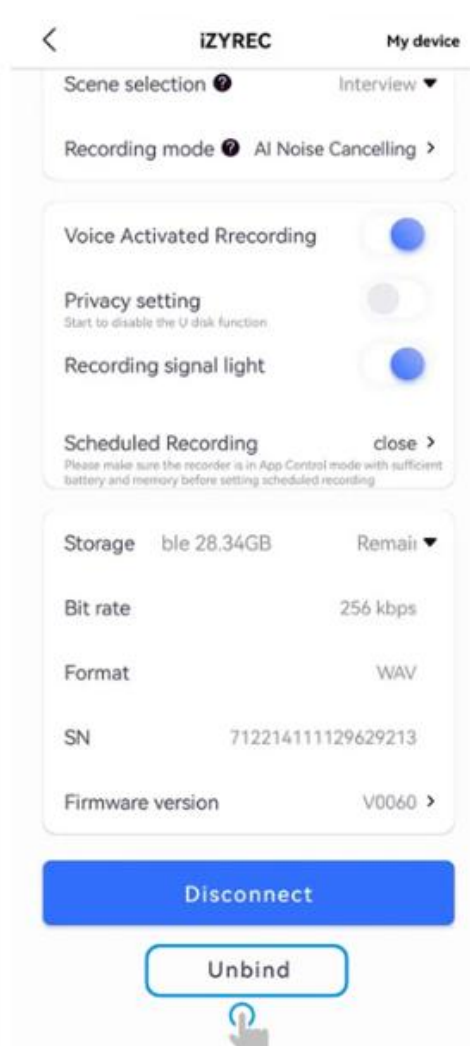 iZYREC My device
Scene selection ? Interview
Recording mode ? AI Noise Cancelling >
Voice Activated Rrecording
Privacy setting
Start to disable the U disk function
Recording signal light
Scheduled Recording close >
Please make sure the recorder is in App Control mode with sufficient
battery and memory before setting scheduled recording
Storage ble 28.34GB Remaii
Bit rate 256 kbps
Format WAV
SN 712214111129629213
Firmware version V0060 >
Disconnect
Unbind